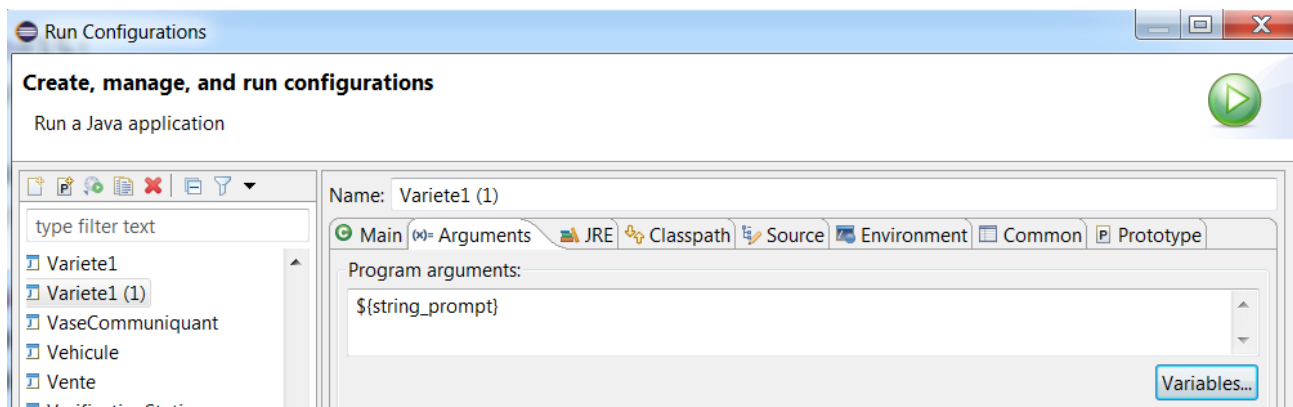 Run Configurations
Create, manage, and run configurations
Run a Java application
type filter text
Variete1
Variete1 (1)
VaseCommuniquant
Vehicule
Vente
Name: Variete1 (1)
Main (x)= Arguments JRE Classpath Source Environment Common P Prototype
Program arguments:
${string_prompt}
Variables...